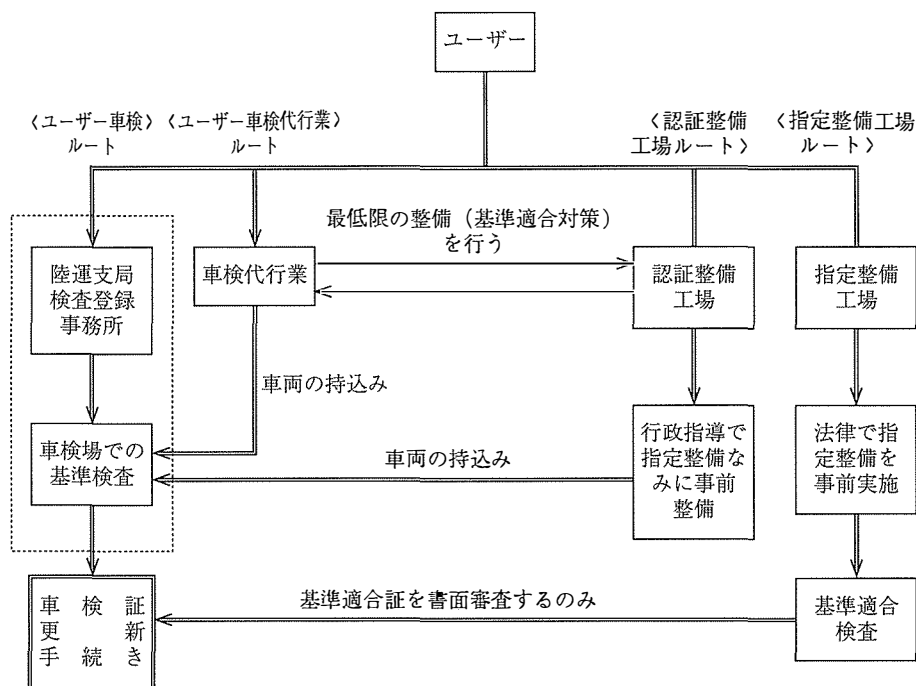 ユーザー
〈ユーザー車検〉
ルート
〈ユーザー車検代行業〉
ルート
〈認証整備
工場ルート〉
〈指定整備工場
ルート〉
最低限の整備（基準適合対策）
を行う
陸運支局
検査登録
事務所
車検代行業
認証整備
工場
指定整備
工場
車両の持込み
車検場での
基準検査
車両の持込み
行政指導で
指定整備な
みに事前
整備
法律で指
定整備を
事前実施
車検証
更新
手続き
基準適合証を書面審査するのみ
基準適合
検査